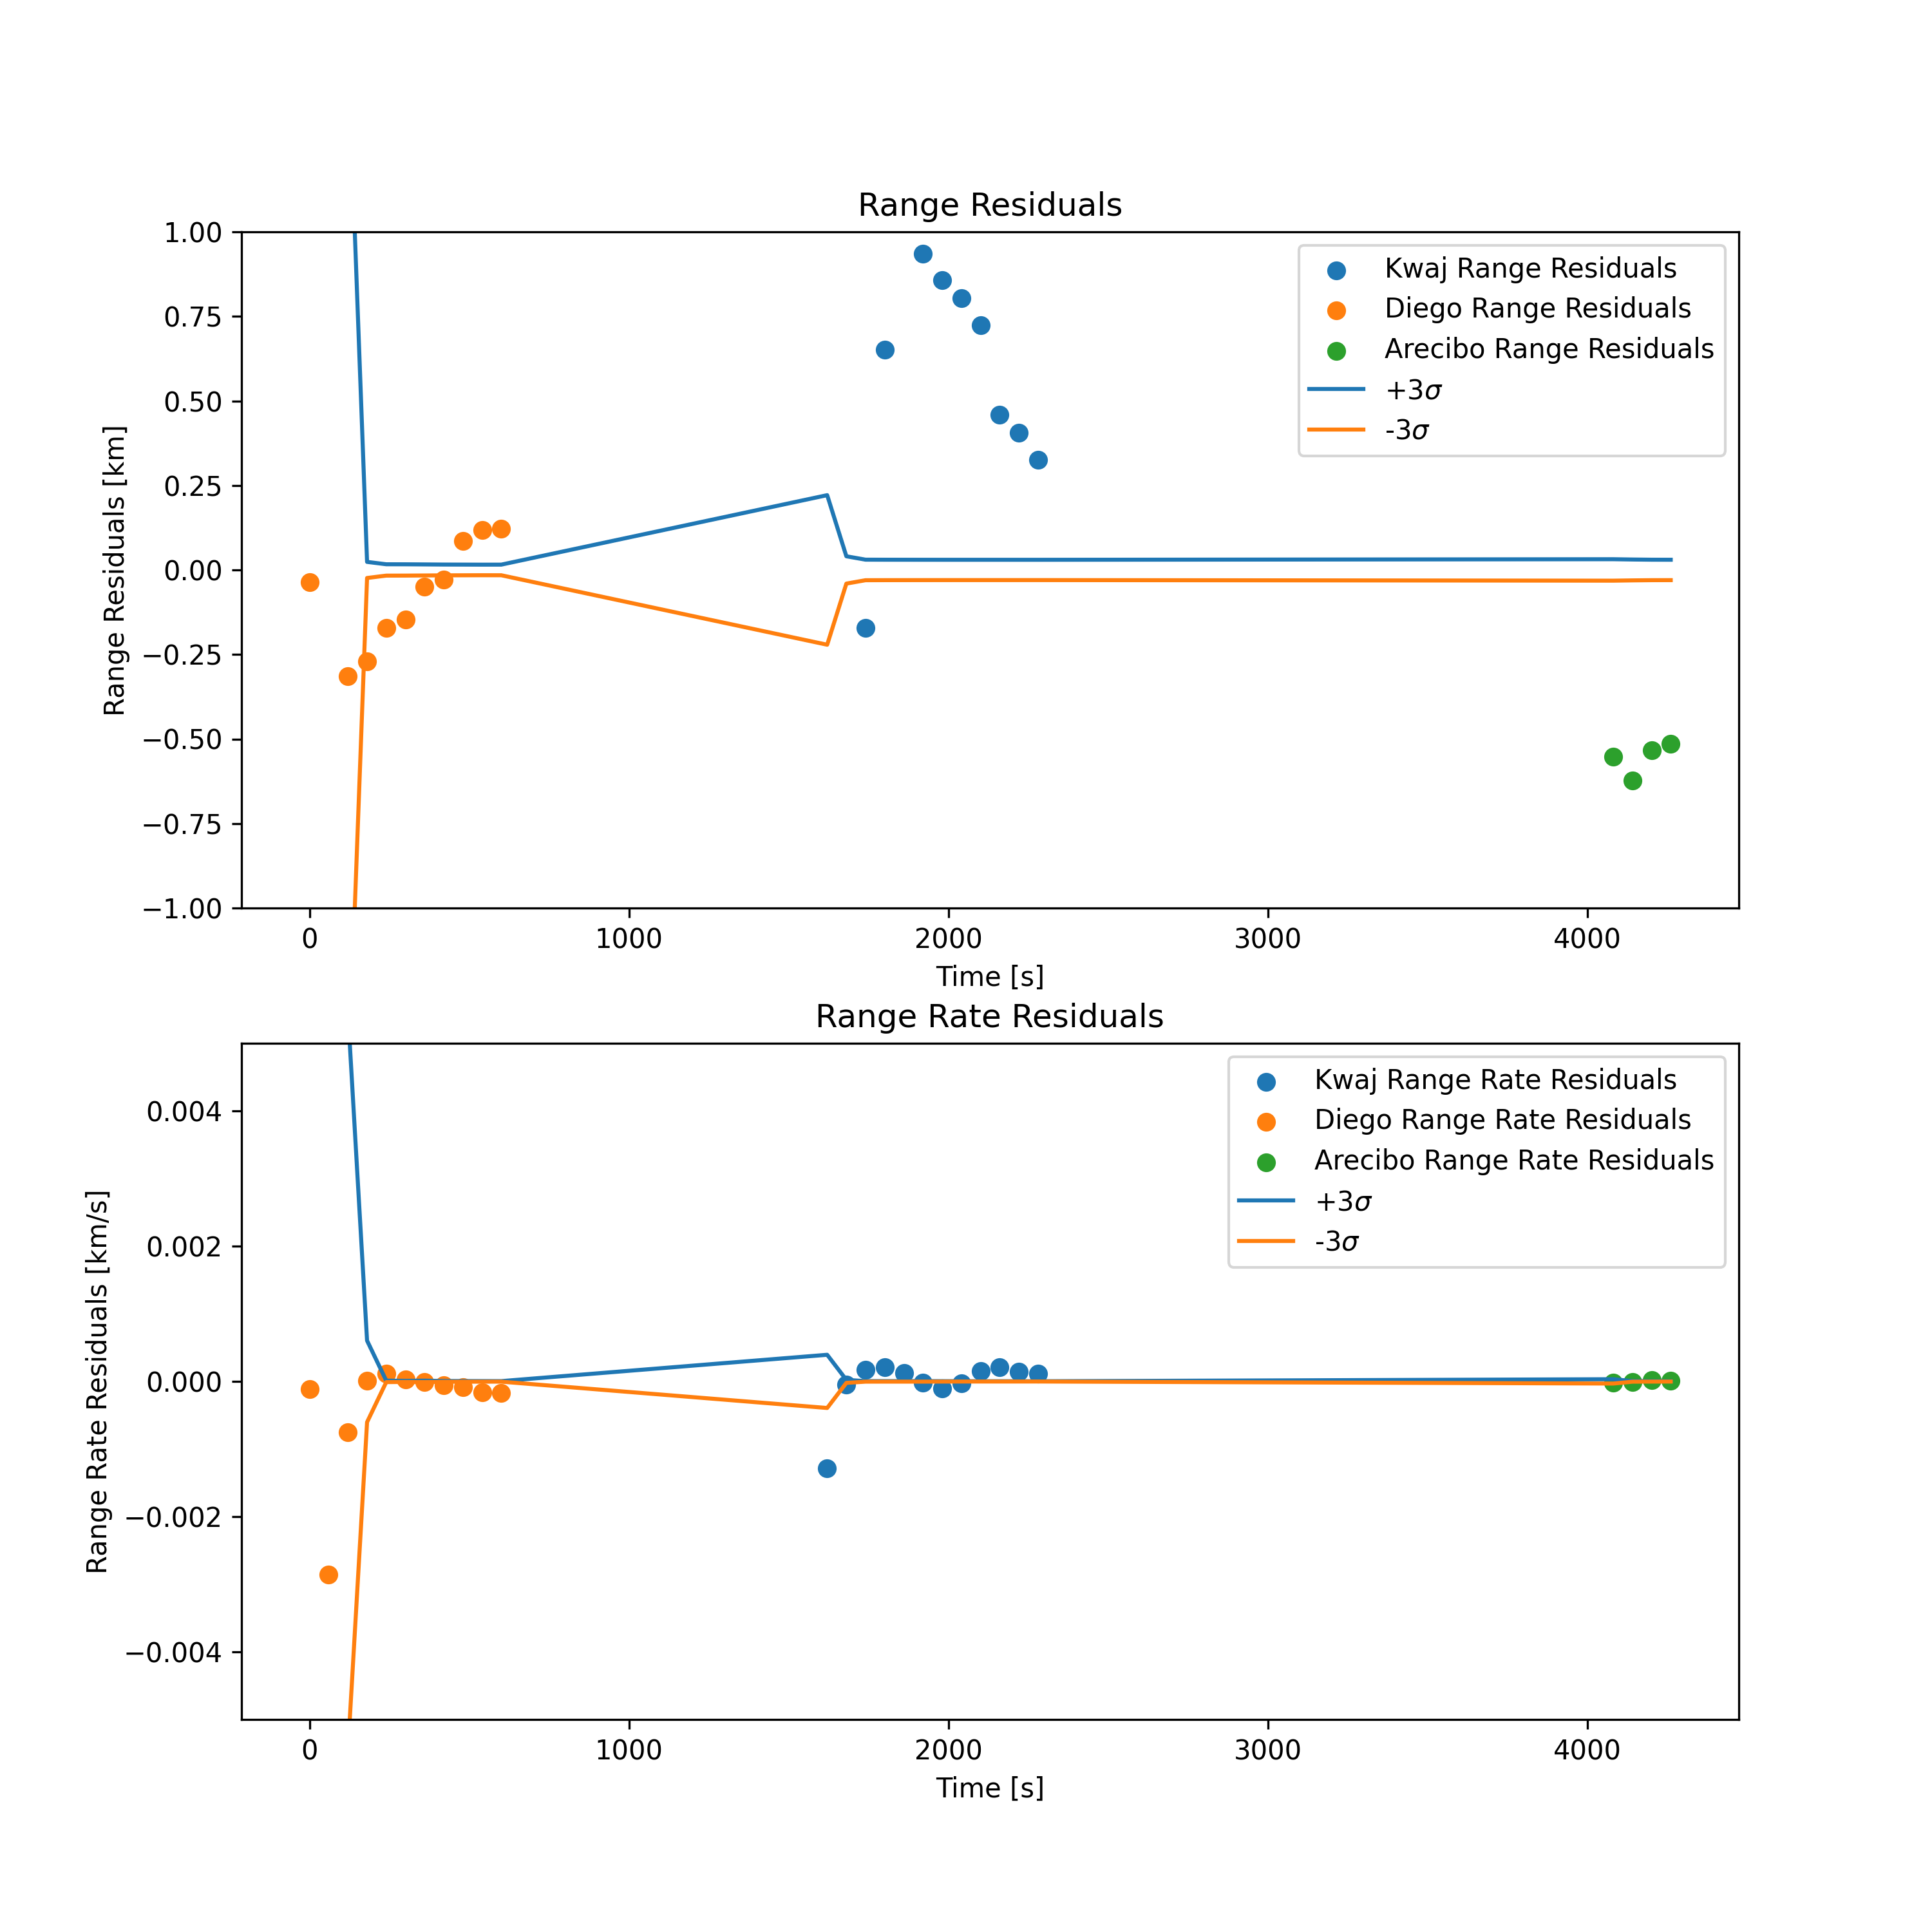 Range Residuals
1.00
0.75
0.50
0.25
0.00
−0.25
−0.50
−0.75
−1.00
Range Residuals [km]
Kwaj Range Residuals
Diego Range Residuals
Arecibo Range Residuals
+3σ
-3σ
0 1000 2000 3000 4000
Time [s]
Range Rate Residuals
0.004
0.002
0.000
−0.002
−0.004
Range Rate Residuals [km/s]
Kwaj Range Rate Residuals
Diego Range Rate Residuals
Arecibo Range Rate Residuals
+3σ
-3σ
0 1000 2000 3000 4000
Time [s]